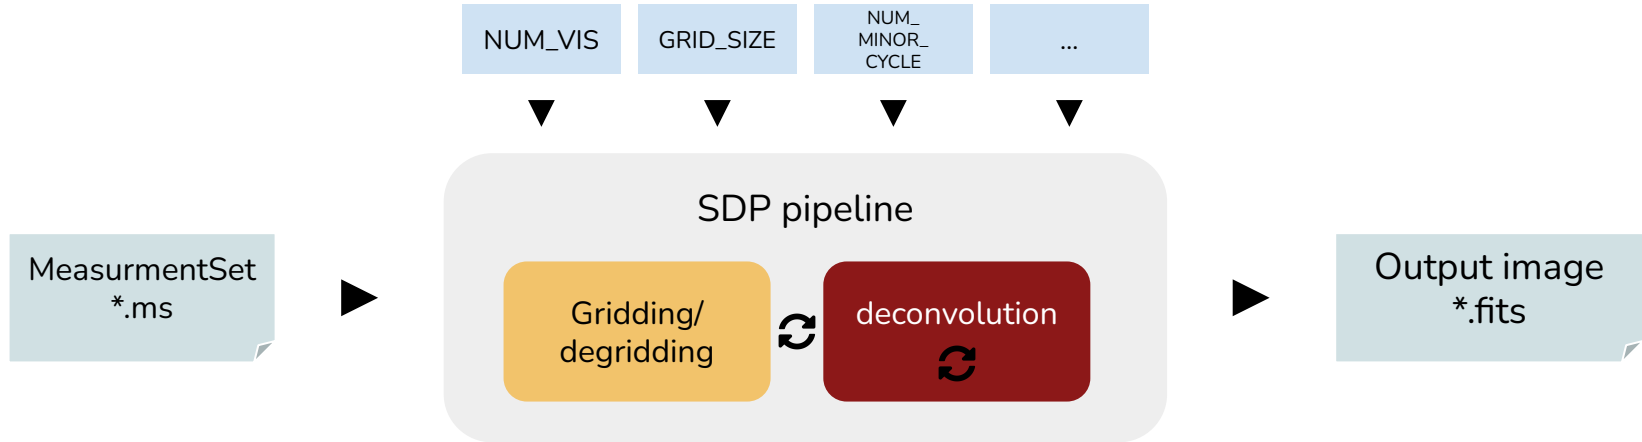 NUM_VIS
GRID_SIZE
NUM_
MINOR_
CYCLE
...
SDP pipeline
MeasurmentSet
*.ms
Gridding/
degridding
deconvolution
Output image
*.fits